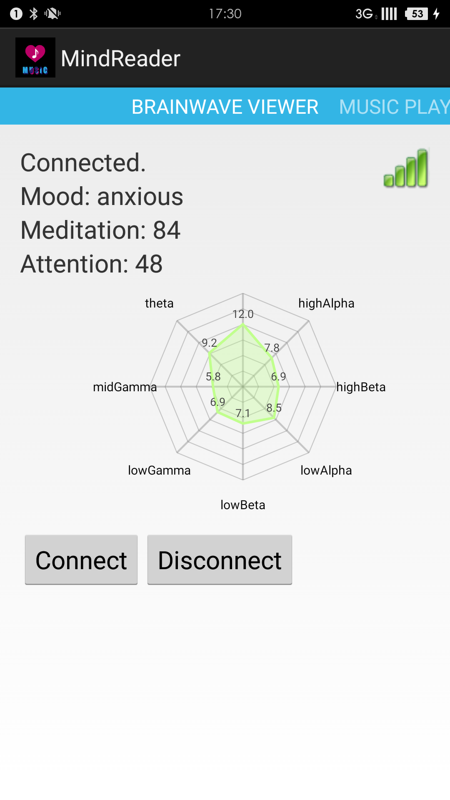 1 17:30 3G 53
MUSIC MindReader
BRAINWAVE VIEWER MUSIC PLAY
Connected.
Mood: anxious
Meditation: 84
Attention: 48
theta highAlpha
12.0
9.2 7.8
midGamma 5.8 6.9 highBeta
6.9 7.1 8.5
lowGamma lowAlpha
lowBeta
Connect Disconnect